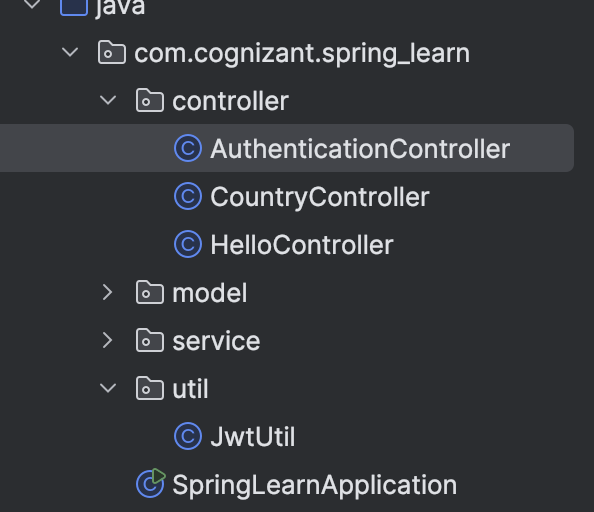 java
com.cognizant.spring_learn
controller
AuthenticationController
CountryController
HelloController
model
service
util
JwtUtil
SpringLearnApplication